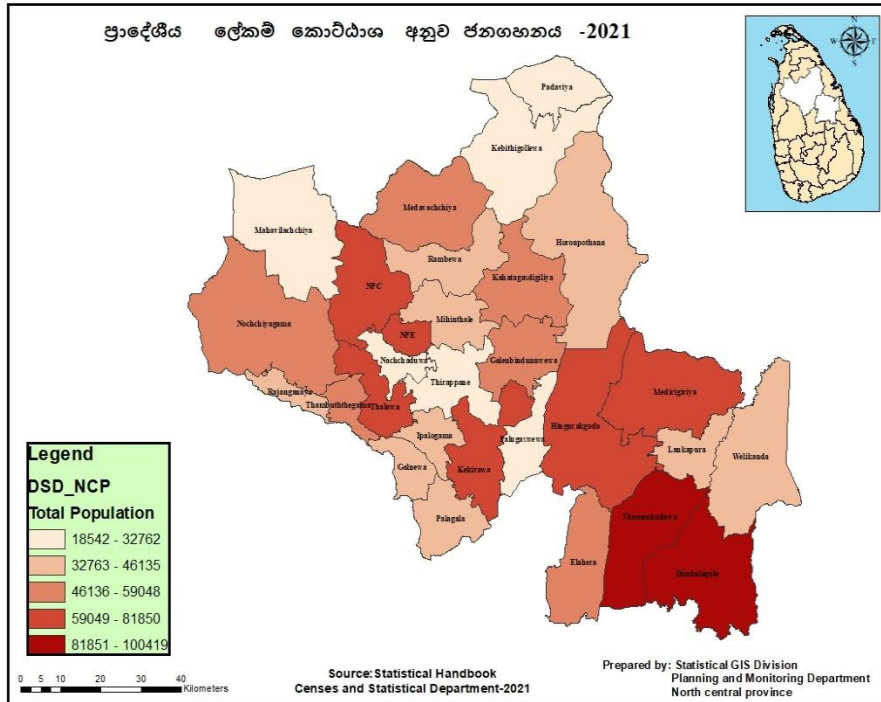 ප්‍රාදේශීය ලේකම් කොට්ඨාශ අනුව ජනගහනය -2021
N
W E
S
Padaviya
Kebithigollewa
Medavachchiya
Mahavilachchiya
Horoupothana
Rambewa
Kahatagasdigiliya
NPC
Mihinthale
Nochchiyagama
NPE
Nachchaduwa
Galenbindunuwewa
Thirappane
Rajanganaya
Thambuththegama
Thalawa
Medirigiriya
Hingurakgoda
Palugaswewa
Ipalogama
Lankapura
Welikanda
Galnewa
Kekirawa
Palagala
Thamankaduwa
Elahera
Dimbulagala
Legend
DSD_NCP
Total Population
18542 - 32762
32763 - 46135
46136 - 59048
59049 - 81850
81851 - 100419
0 5 10 20 30 40
Kilometers
Source:Statistical Handbook
Censes and Statistical Department-2021
Prepared by: Statistical GIS Division
Planning and Monitoring Department
North central province